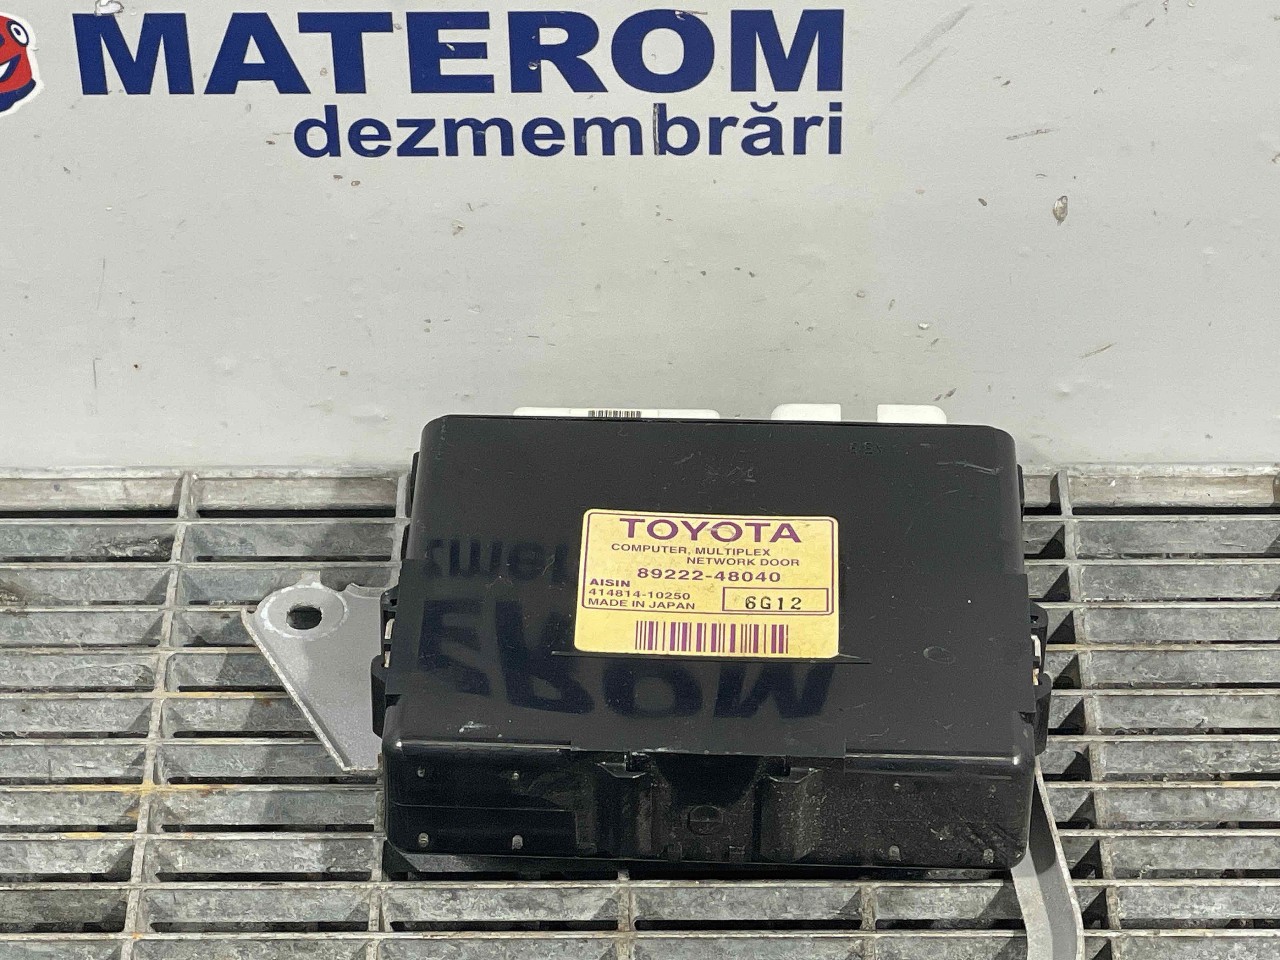 MATEROM
dezmembrări
TOYOTA
COMPUTER, MULTIPLEX
NETWORK DOOR
89222-48040
AISIN
414814-10250
MADE IN JAPAN
6G12